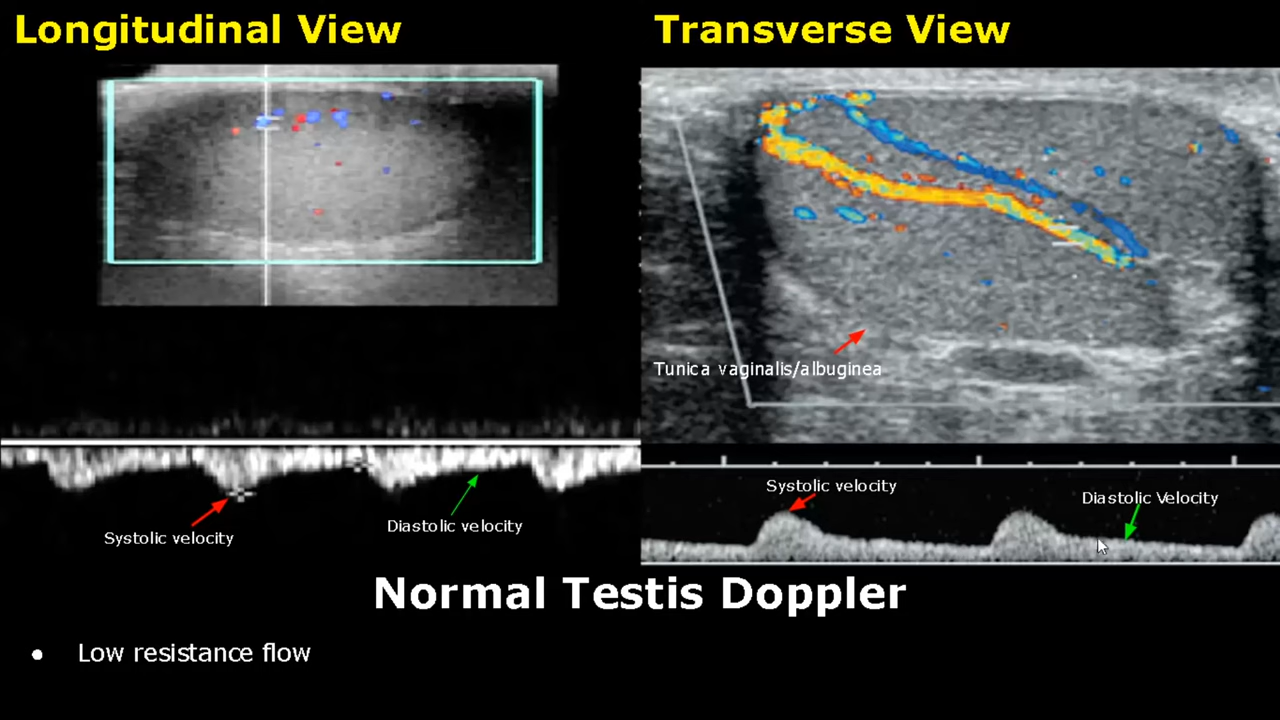 Longitudinal View
Transverse View
Tunica vaginalis/albuginea
Systolic velocity
Diastolic velocity
Systolic velocity
Diastolic Velocity
Normal Testis Doppler
• Low resistance flow